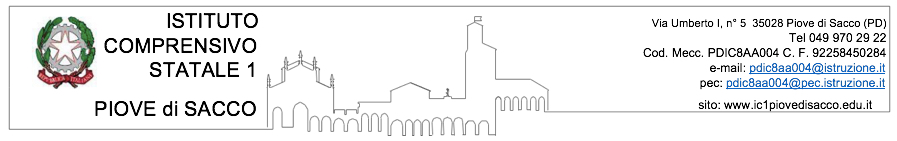 ISTITUTO
COMPRENSIVO
STATALE 1
PIOVE di SACCO
Via Umberto I, n° 5 35028 Piove di Sacco (PD)
Tel 049 970 29 22
Cod. Mecc. PDIC8AA004 C. F. 92258450284
e-mail: pdic8aa004@istruzione.it
pec: pdic8aa004@pec.istruzione.it
sito: www.ic1piovedisacco.edu.it